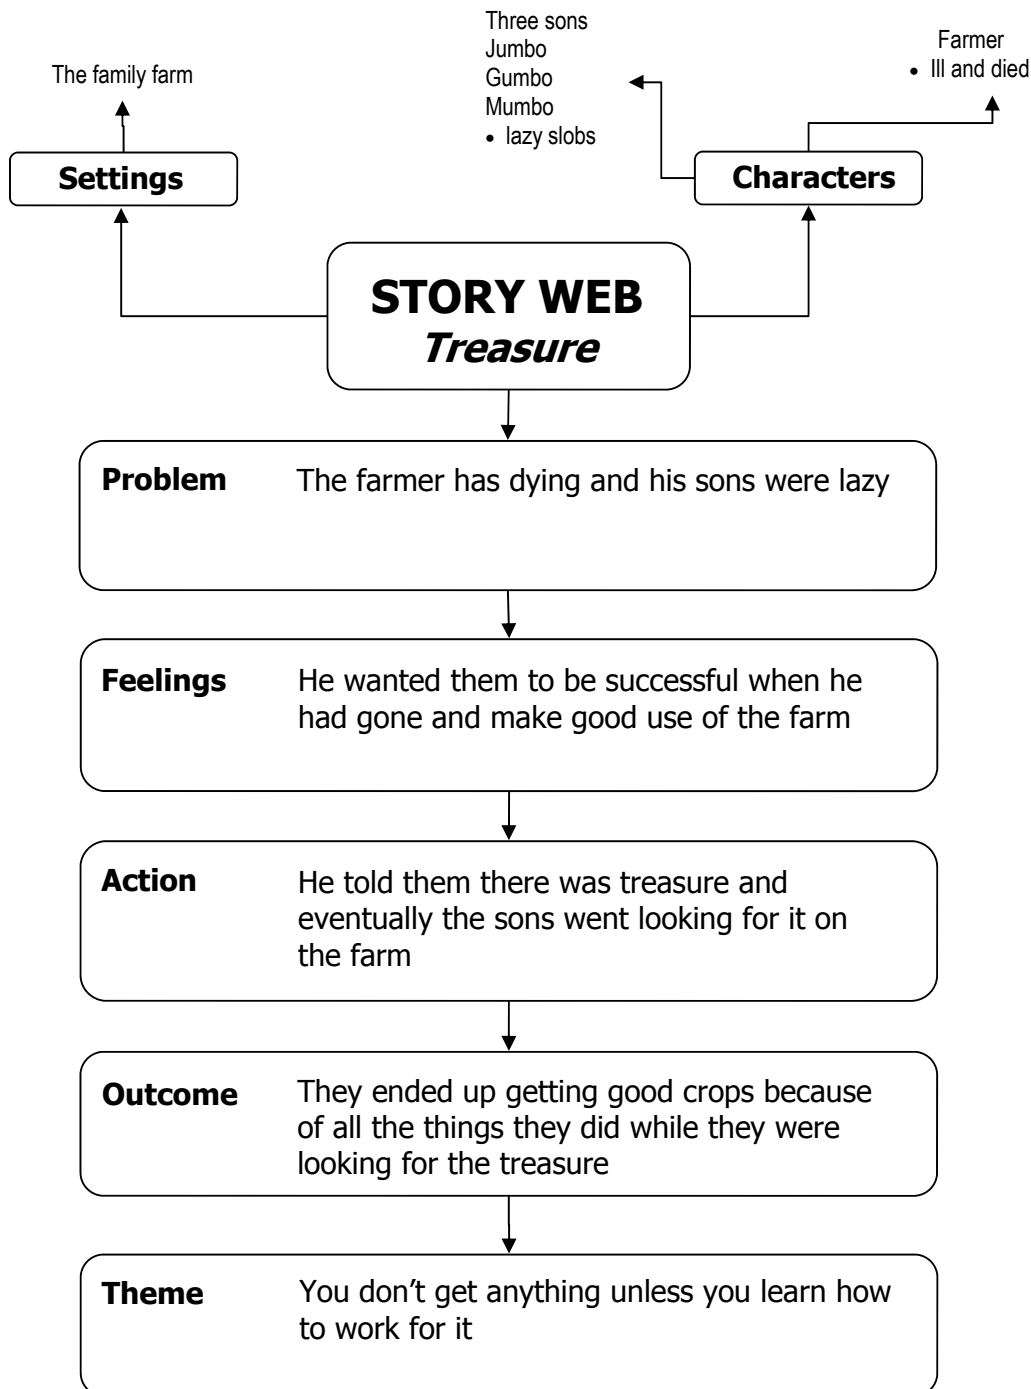 Three sons
Jumbo
Gumbo
Mumbo
• lazy slobs
Farmer
• Ill and died
The family farm
Settings
Characters
STORY WEB
Treasure
Problem The farmer has dying and his sons were lazy
Feelings He wanted them to be successful when he
had gone and make good use of the farm
Action He told them there was treasure and
eventually the sons went looking for it on
the farm
Outcome They ended up getting good crops because
of all the things they did while they were
looking for the treasure
Theme You don’t get anything unless you learn how
to work for it